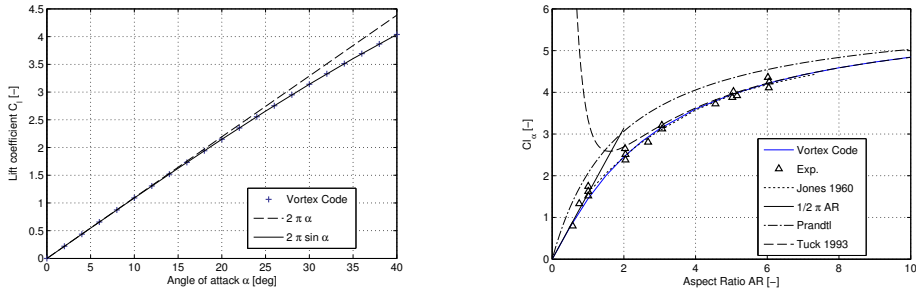 4.5
4
3.5
3
2.5
2
1.5
1
0.5
0
0 5 10 15 20 25 30 35 40
Lift coefficient C_l [–]
Angle of attack α [deg]
Vortex Code
2 π α
2 π sin α
6
5
4
3
2
1
0
0 2 4 6 8 10
Cl_α [–]
Aspect Ratio AR [–]
Vortex Code
Exp.
Jones 1960
1/2 π AR
Prandtl
Tuck 1993